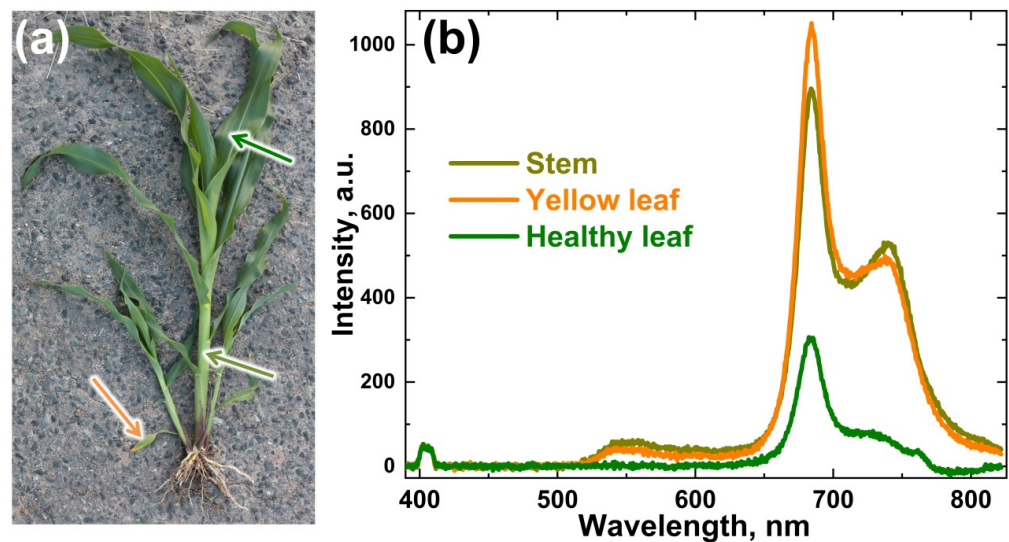 (a)
(b)
Intensity, a.u.
1000
800
600
400
200
0
Stem
Yellow leaf
Healthy leaf
400 500 600 700 800
Wavelength, nm